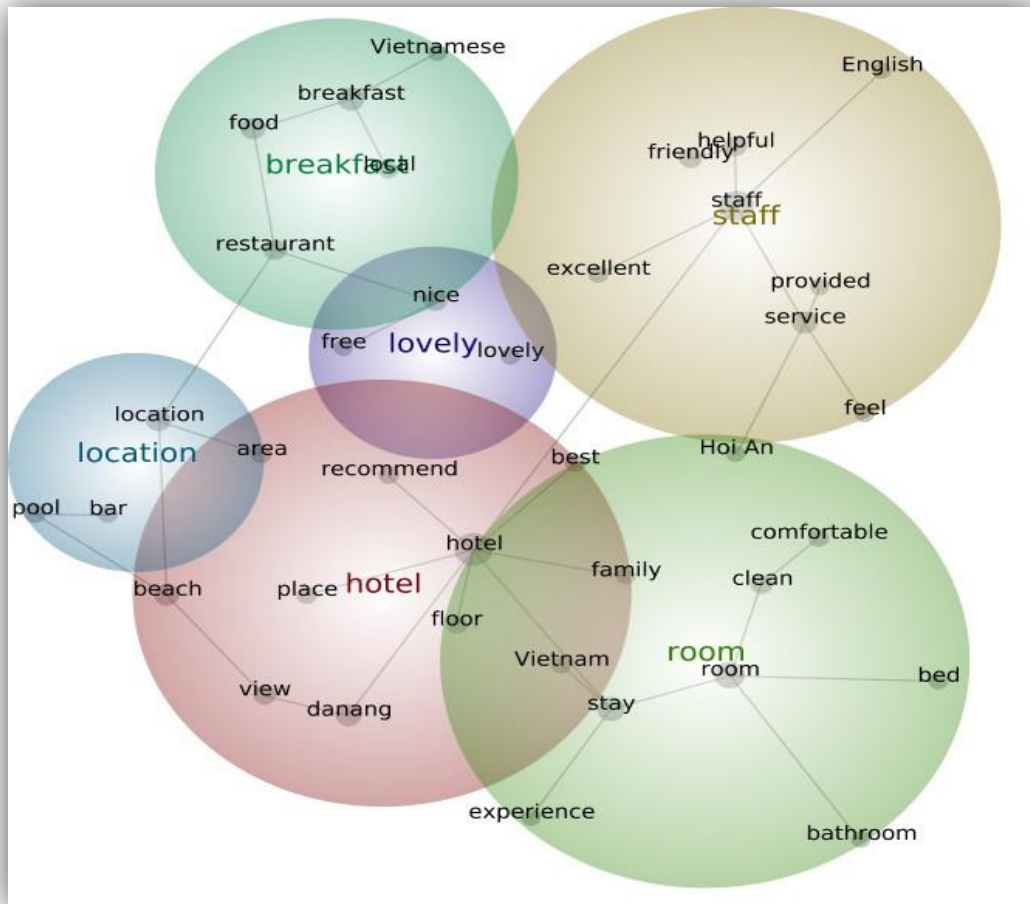 Vietnamese
English
breakfast
food
helpful
friendly
breakfast
local
staff
staff
restaurant
excellent
provided
nice
service
free
lovely
lovely
location
feel
location
area
recommend
best
Hoi An
pool
bar
comfortable
hotel
beach
place
hotel
family
clean
floor
room
Vietnam
room
bed
view
danang
stay
experience
bathroom